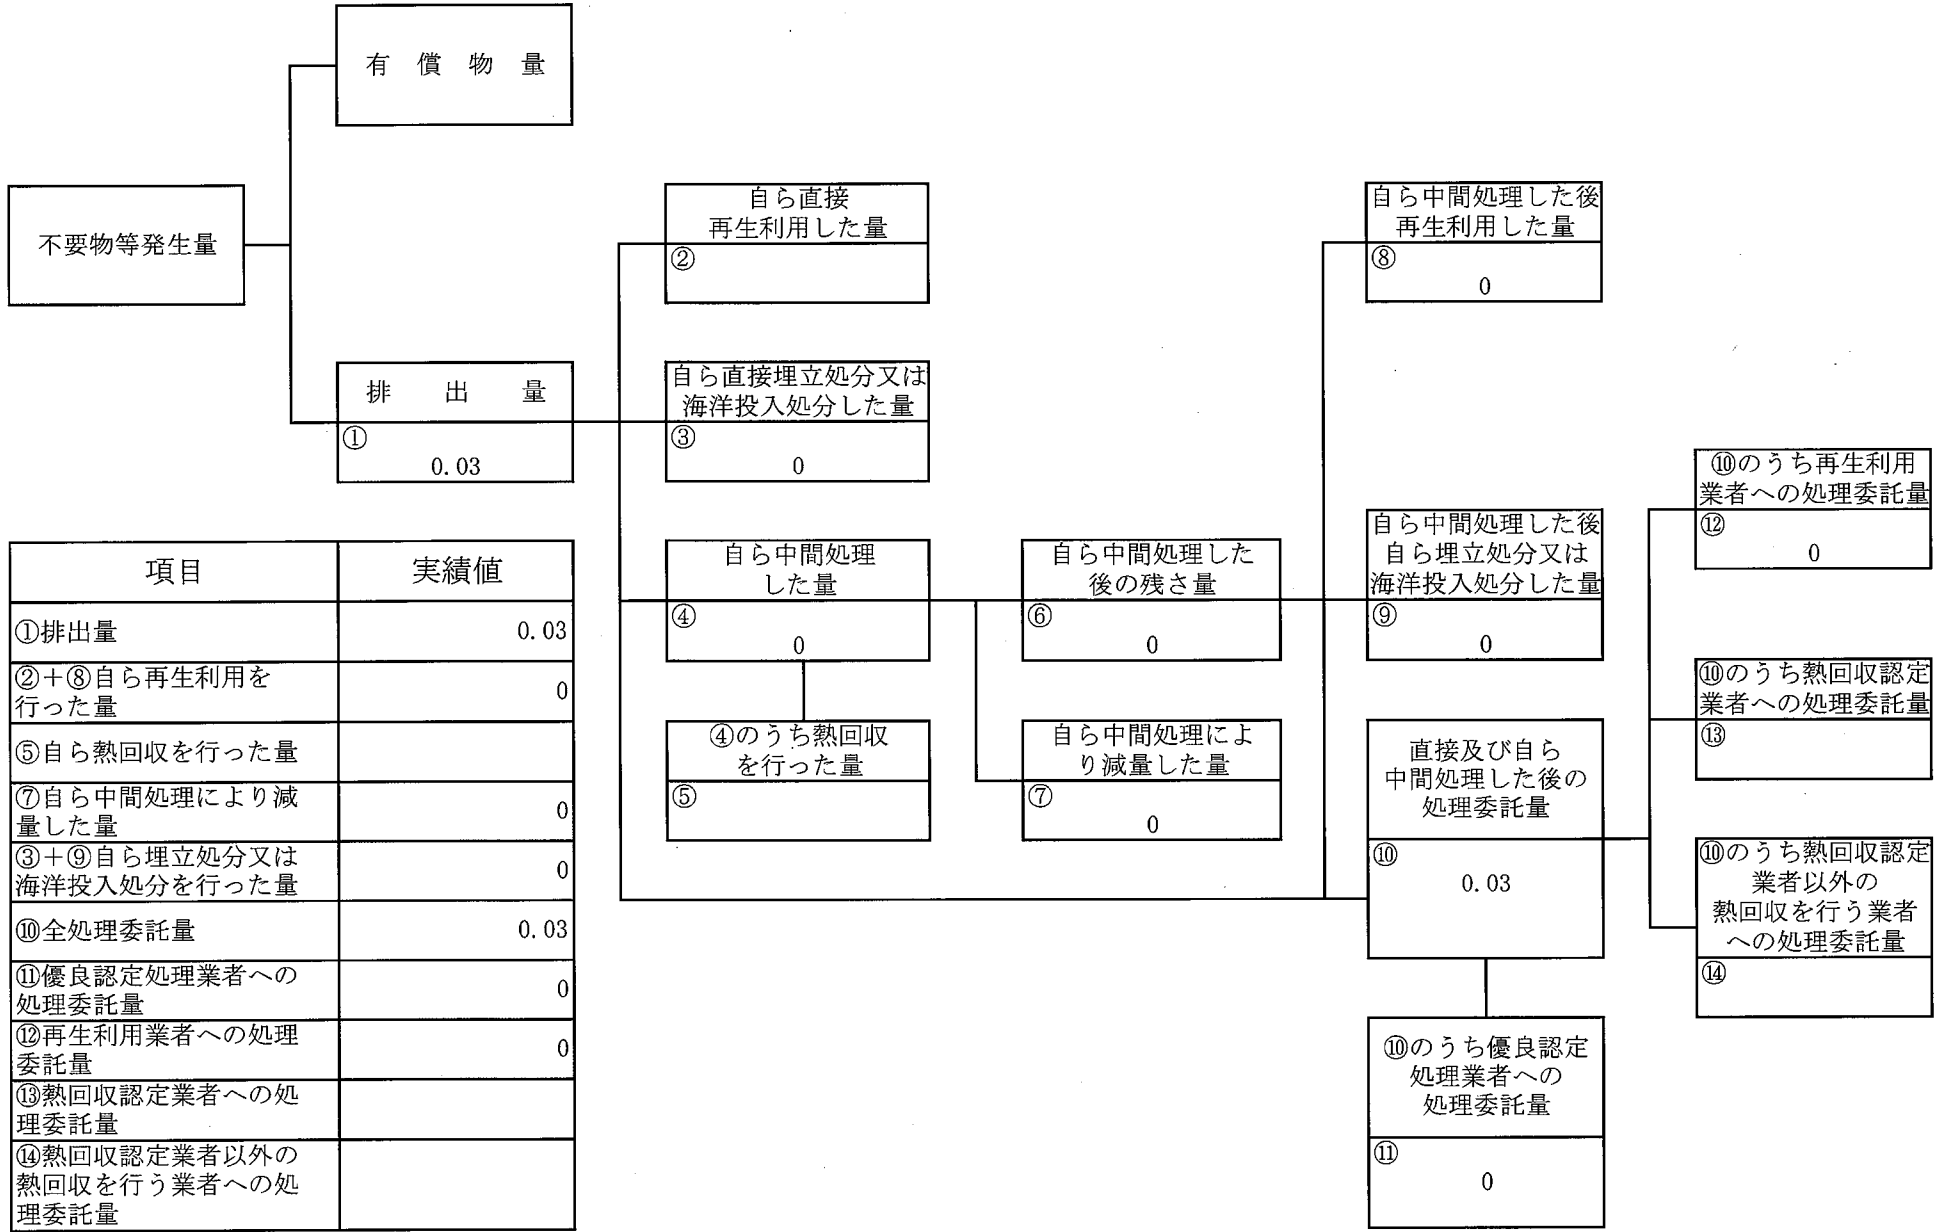 有　償　物　量
不要物等発生量
排　出　量
①
0.03
自ら直接
再生利用した量
②
自ら直接埋立処分又は
海洋投入処分した量
③
0
自ら中間処理
した量
④
0
④のうち熱回収
を行った量
⑤
自ら中間処理した
後の残さ量
⑥
0
自ら中間処理によ
り減量した量
⑦
0
自ら中間処理した後
再生利用した量
⑧
0
自ら中間処理した後
自ら埋立処分又は
海洋投入処分した量
⑨
0
直接及び自ら
中間処理した後の
処理委託量
⑩
0.03
⑩のうち優良認定
処理業者への
処理委託量
⑪
0
⑩のうち再生利用
業者への処理委託量
⑫
0
⑩のうち熱回収認定
業者への処理委託量
⑬
⑩のうち熱回収認定
業者以外の
熱回収を行う業者
への処理委託量
⑭
項目　実績値
①排出量　0.03
②＋⑧自ら再生利用を
行った量　0
⑤自ら熱回収を行った量
⑦自ら中間処理により減
量した量　0
③＋⑨自ら埋立処分又は
海洋投入処分を行った量　0
⑩全処理委託量　0.03
⑪優良認定処理業者への
処理委託量　0
⑫再生利用業者への処理
委託量　0
⑬熱回収認定業者への処
理委託量
⑭熱回収認定業者以外の
熱回収を行う業者への処
理委託量